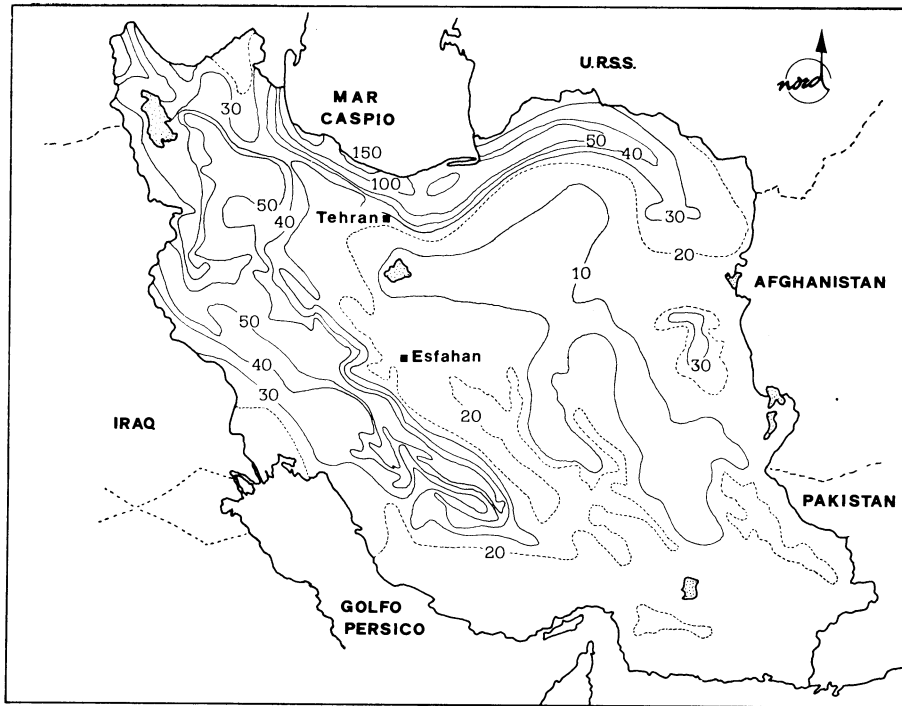 U.R.S.S.
nord
MAR
CASPIO
30
150
100
50
40
50
40
Tehran
30
20
10
AFGHANISTAN
50
Esfahan
30
40
30
20
IRAQ
PAKISTAN
20
GOLFO
PERSICO